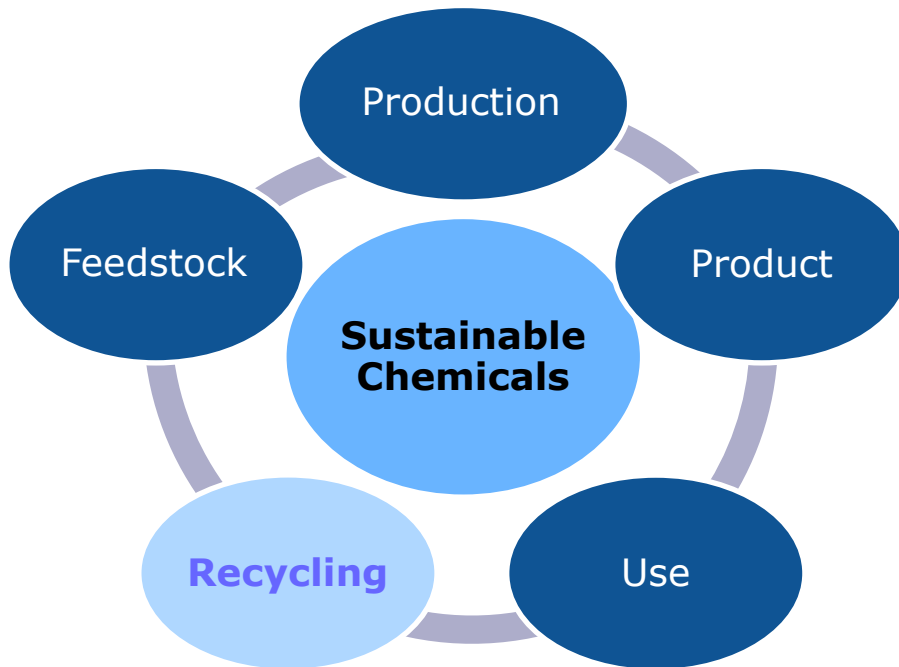 Production
Feedstock
Product
Sustainable
Chemicals
Recycling
Use